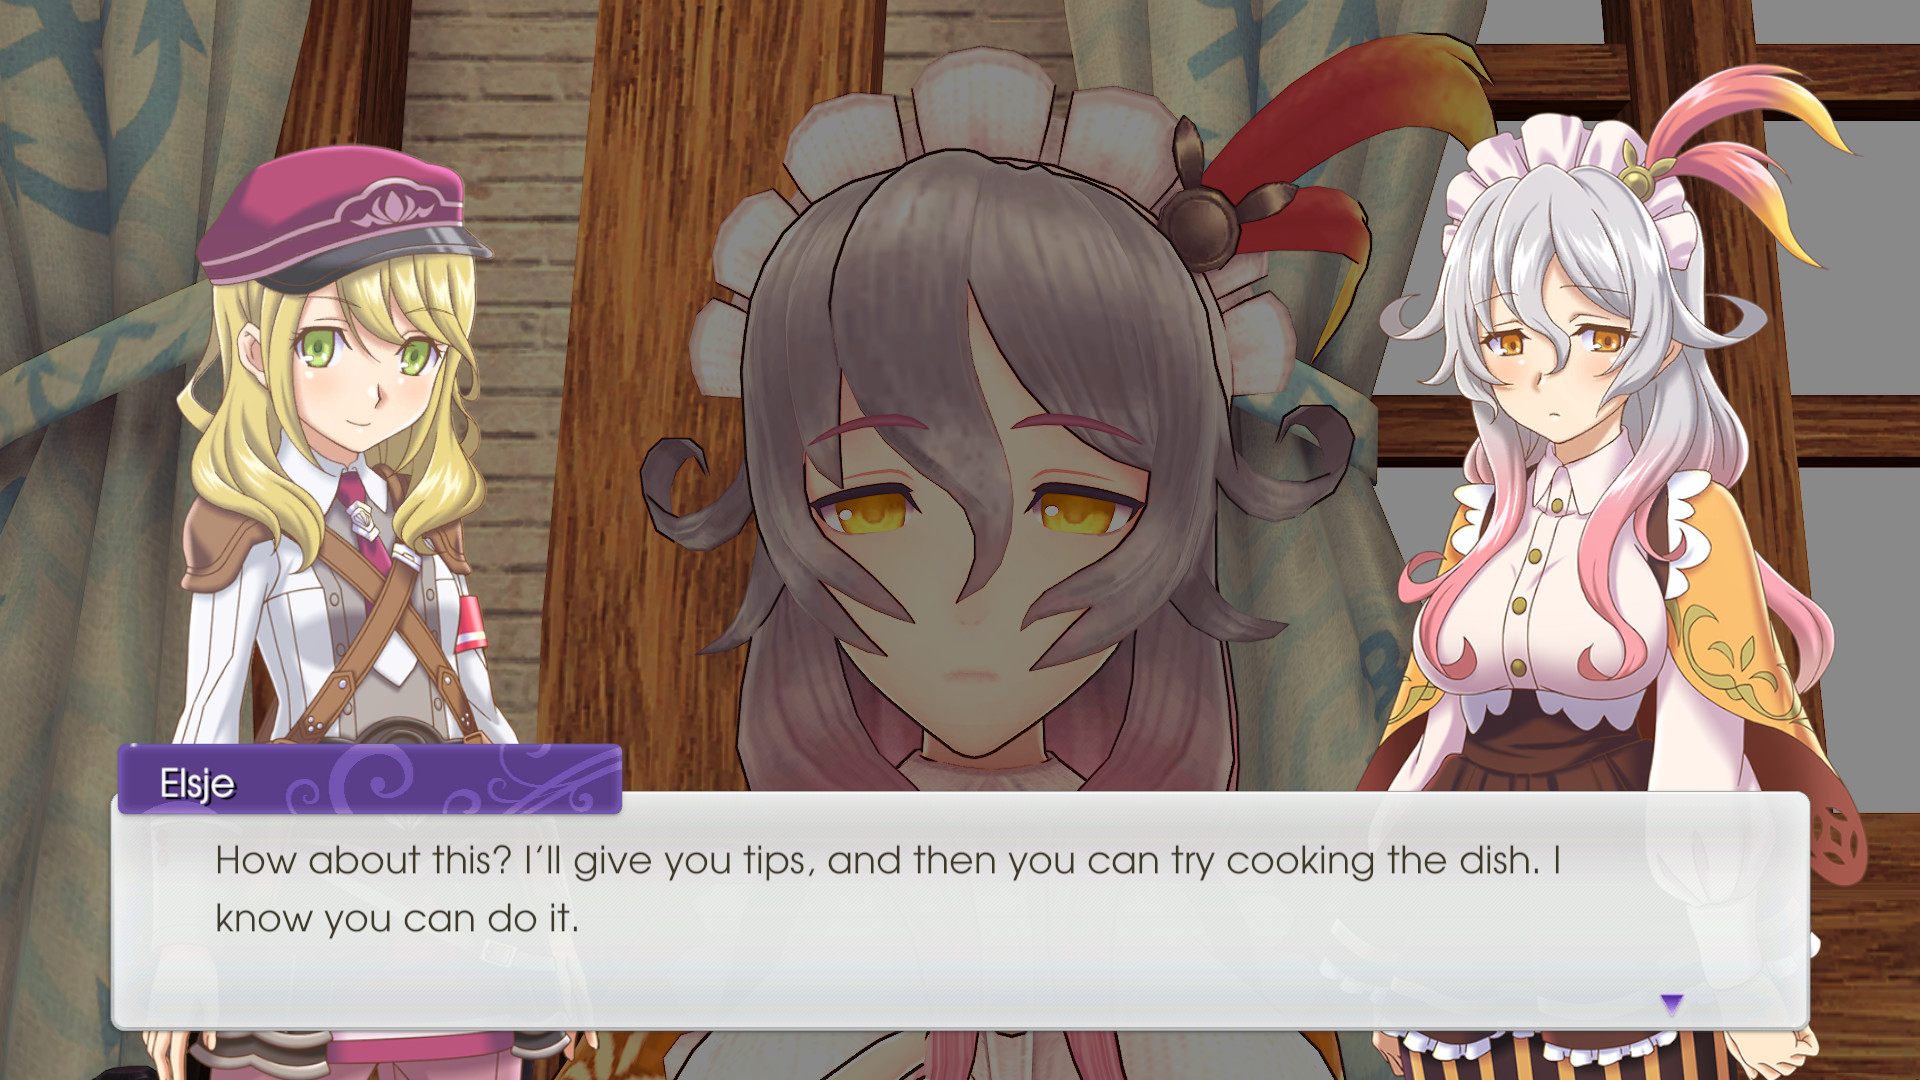 Elsje
How about this? I'll give you tips, and then you can try cooking the dish. I
know you can do it.